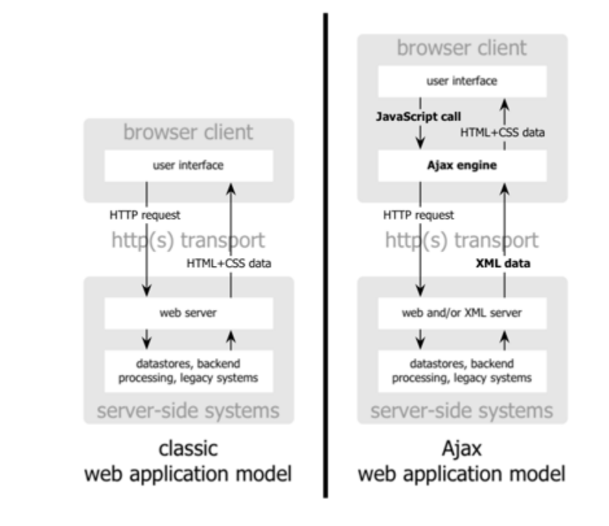 browser client
user interface
HTTP request
http(s) transport
HTML+CSS data
web server
datastores, backend
processing, legacy systems
server-side systems
classic
web application model
browser client
user interface
JavaScript call
HTML+CSS data
Ajax engine
HTTP request
http(s) transport
XML data
web and/or XML server
datastores, backend
processing, legacy systems
server-side systems
Ajax
web application model